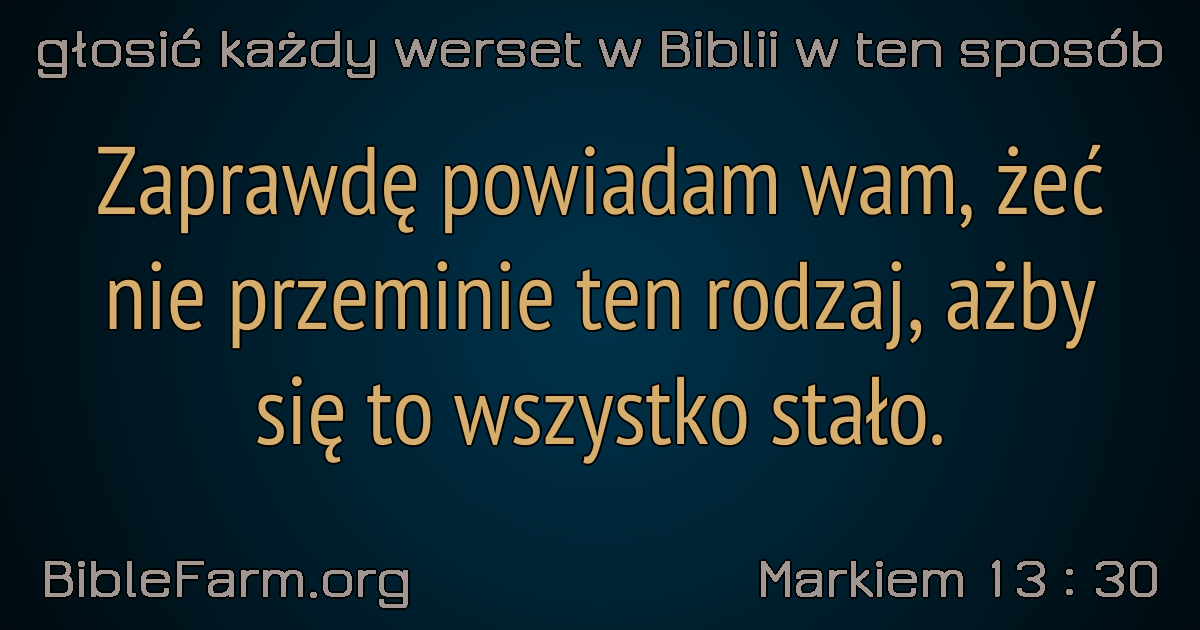 głosić każdy werset w Biblii w ten sposób
Zaprawdę powiadam wam, żeć
nie przeminie ten rodzaj, ażby
się to wszystko stało.
BibleFarm.org
Markiem 13 : 30